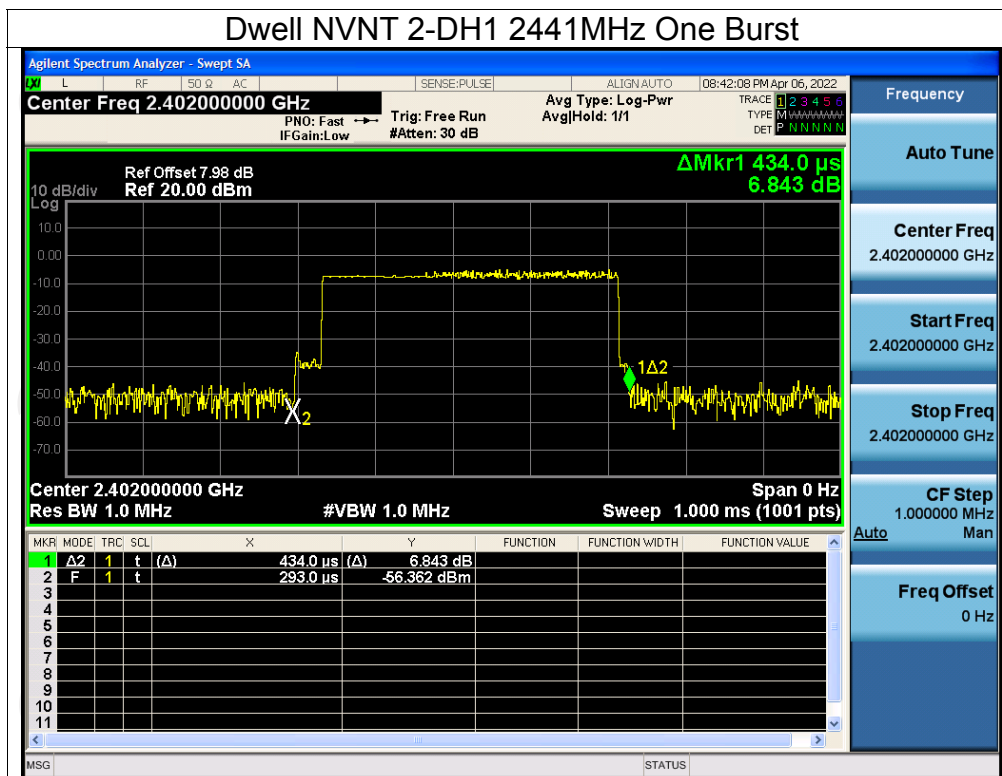 Dwell NVNT 2-DH1 2441MHz One Burst
Agilent Spectrum Analyzer - Swept SA
LXI L RF 50 Ω AC SENSE:PULSE ALIGN AUTO 08:42:08 PM Apr 06, 2022
Center Freq 2.402000000 GHz
PNO: Fast
IFGain:Low
Trig: Free Run
#Atten: 30 dB
Avg Type: Log-Pwr
Avg|Hold: 1/1
TRACE 1 2 3 4 5 6
TYPE M
DET P N N N N N
ΔMkr1 434.0 µs
6.843 dB
Ref Offset 7.98 dB
10 dB/div Ref 20.00 dBm
Log
10.0
0.00
-10.0
-20.0
-30.0
-40.0
-50.0
-60.0
-70.0
1Δ2
2
Center 2.402000000 GHz Span 0 Hz
Res BW 1.0 MHz #VBW 1.0 MHz Sweep 1.000 ms (1001 pts)
MKR MODE TRC SCL X Y FUNCTION FUNCTION WIDTH FUNCTION VALUE
1 Δ2 1 t (Δ) 434.0 µs (Δ) 6.843 dB
2 F 1 t 293.0 µs -56.362 dBm
3
4
5
6
7
8
9
10
11
MSG STATUS
Frequency
Auto Tune
Center Freq
2.402000000 GHz
Start Freq
2.402000000 GHz
Stop Freq
2.402000000 GHz
CF Step
1.000000 MHz
Auto Man
Freq Offset
0 Hz